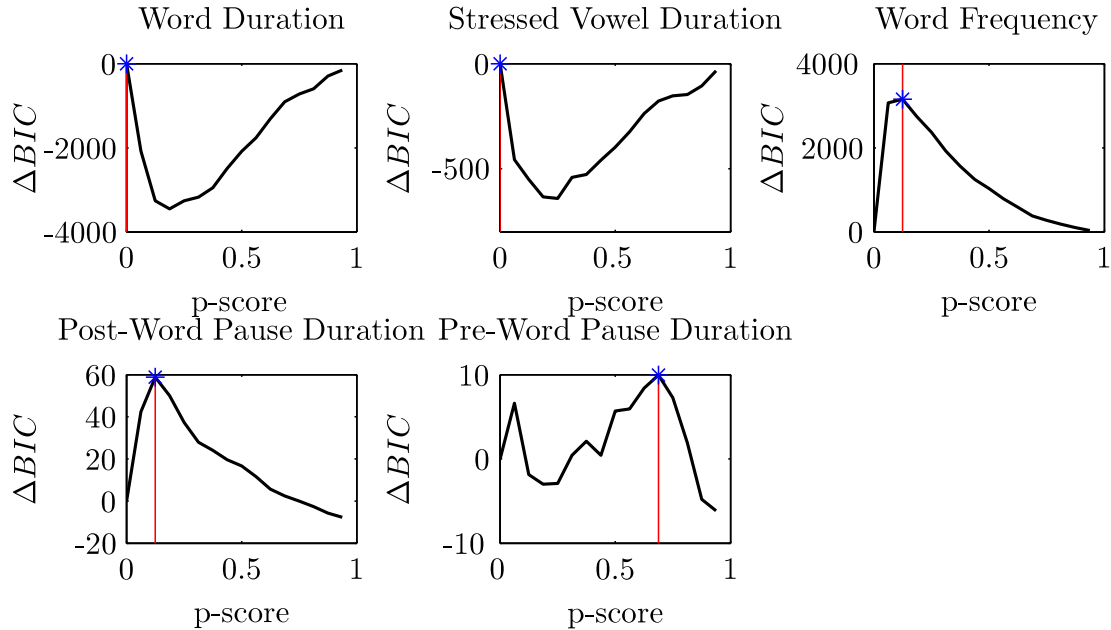 Word Duration
0
-2000
-4000
ΔBIC
0 0.5 1
p-score
Stressed Vowel Duration
0
-500
ΔBIC
0 0.5 1
p-score
Word Frequency
4000
2000
0
ΔBIC
0 0.5 1
p-score
Post-Word Pause Duration
60
40
20
0
-20
ΔBIC
0 0.5 1
p-score
Pre-Word Pause Duration
10
0
-10
ΔBIC
0 0.5 1
p-score